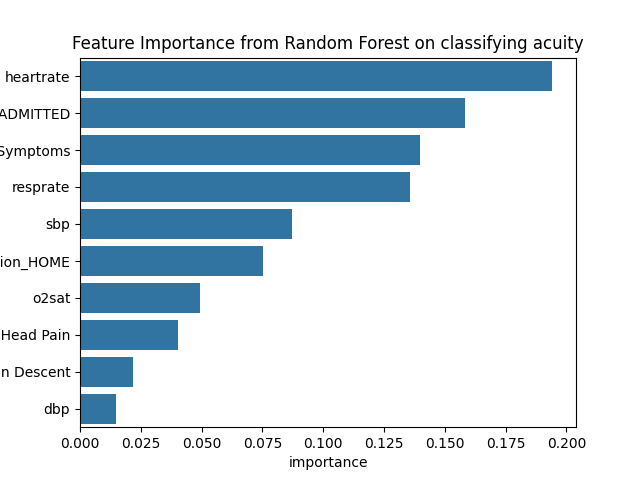 Feature Importance from Random Forest on classifying acuity
heartrate
ADMITTED
Symptoms
resprate
sbp
ion_HOME
o2sat
Head Pain
n Descent
dbp
0.000 0.025 0.050 0.075 0.100 0.125 0.150 0.175 0.200
importance